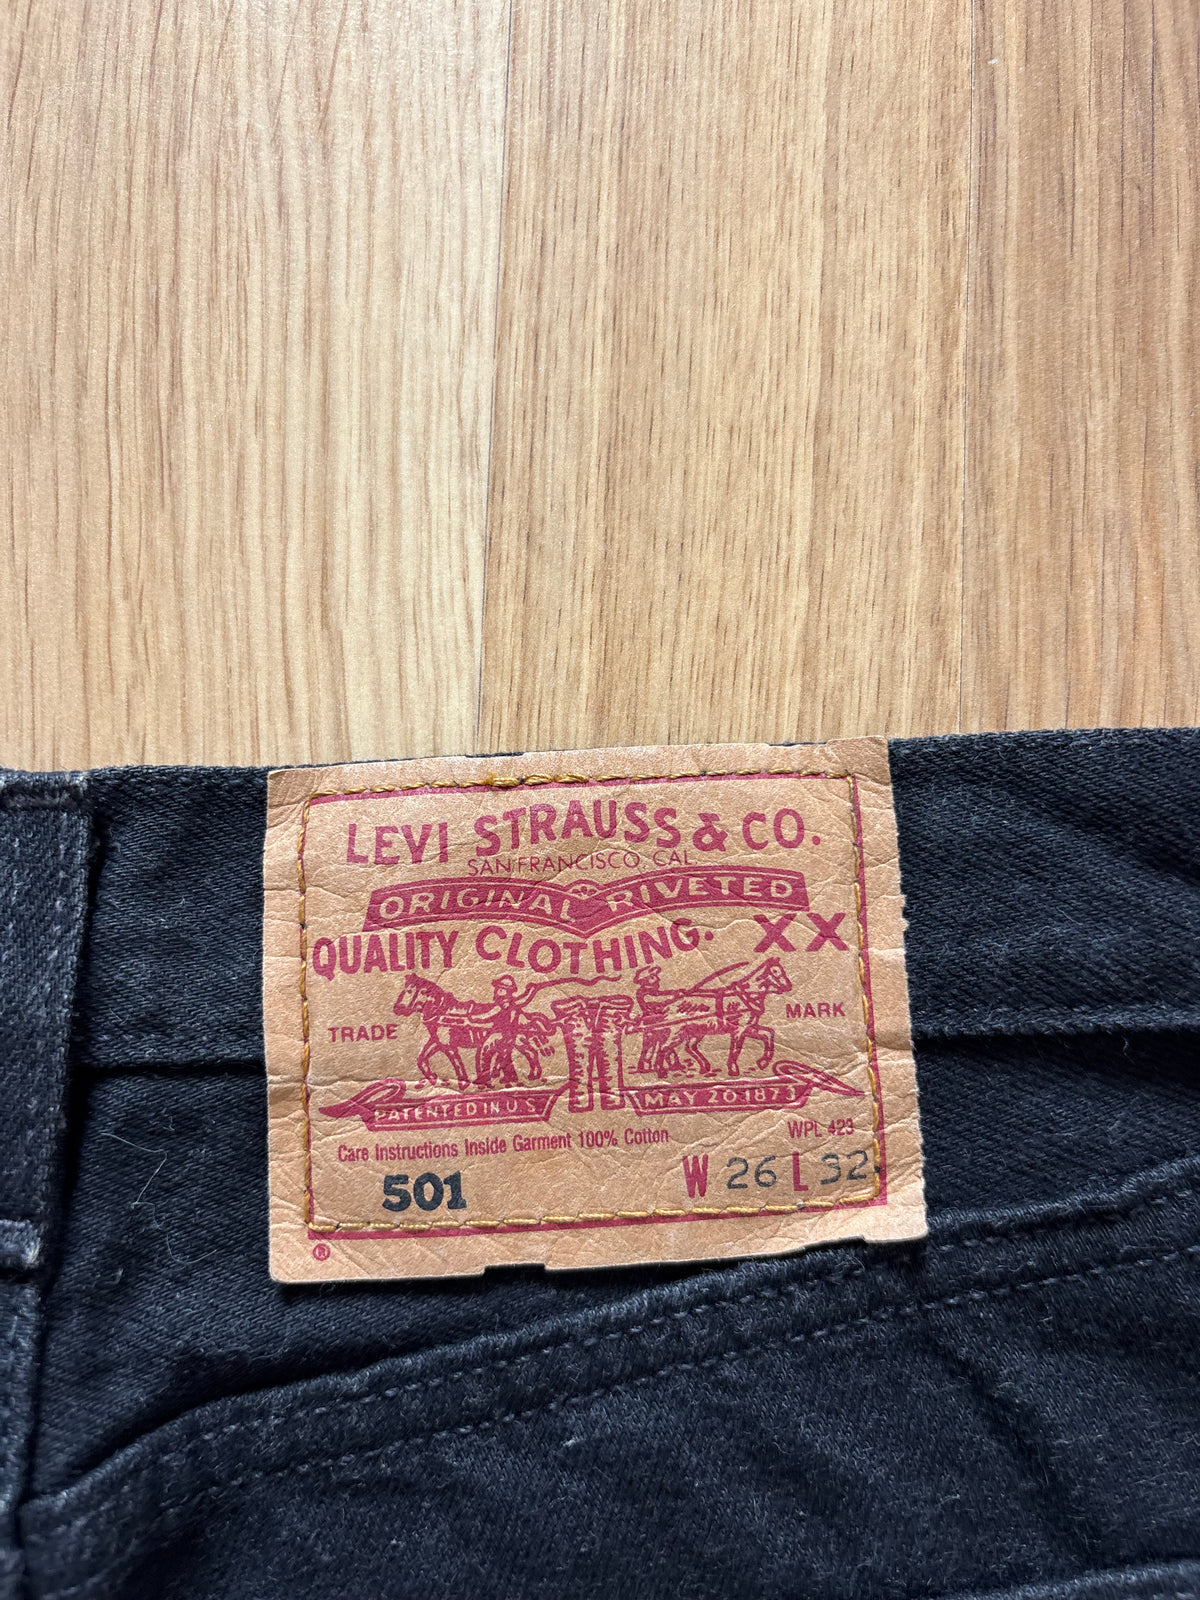 LEVI STRAUSS & CO.
SAN FRANCISCO, CAL.
ORIGINAL RIVETED
QUALITY CLOTHING. XX
TRADE MARK
PATENTED IN U.S. MAY 20 1873
WPL 423
Care Instructions Inside Garment 100% Cotton
501 W 26 L 32
®